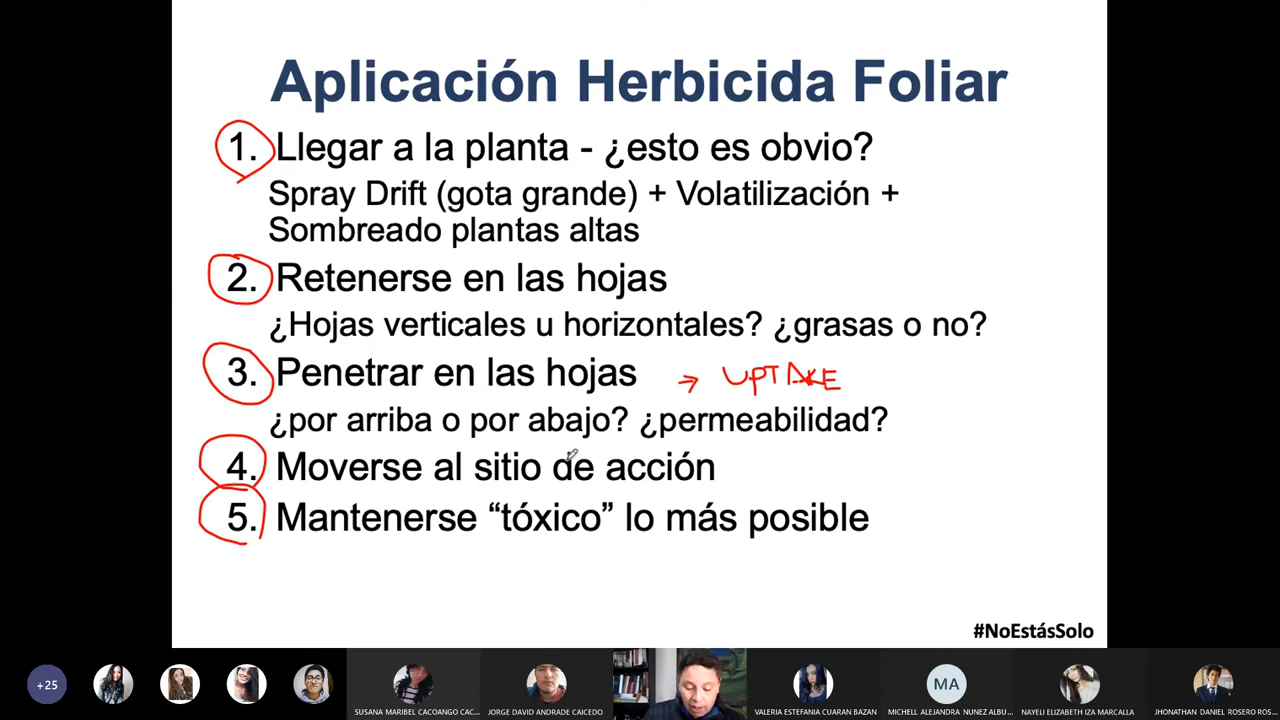 Aplicación Herbicida Foliar
1. Llegar a la planta - ¿esto es obvio?
Spray Drift (gota grande) + Volatilización +
Sombreado plantas altas
2. Retenerse en las hojas
¿Hojas verticales u horizontales? ¿grasas o no?
3. Penetrar en las hojas → UPTAKE
¿por arriba o por abajo? ¿permeabilidad?
4. Moverse al sitio de acción
5. Mantenerse “tóxico” lo más posible
#NoEstásSolo
+25
SUSANA MARIBEL CACOANGO CAC...
JORGE DAVID ANDRADE CAICEDO
VALERIA ESTEFANIA CUARAN BAZAN
MA
MICHELL ALEJANDRA NUNEZ ALBU...
NAYELI ELIZABETH IZA MARCALLA
JHONATHAN DANIEL ROSERO ROS...